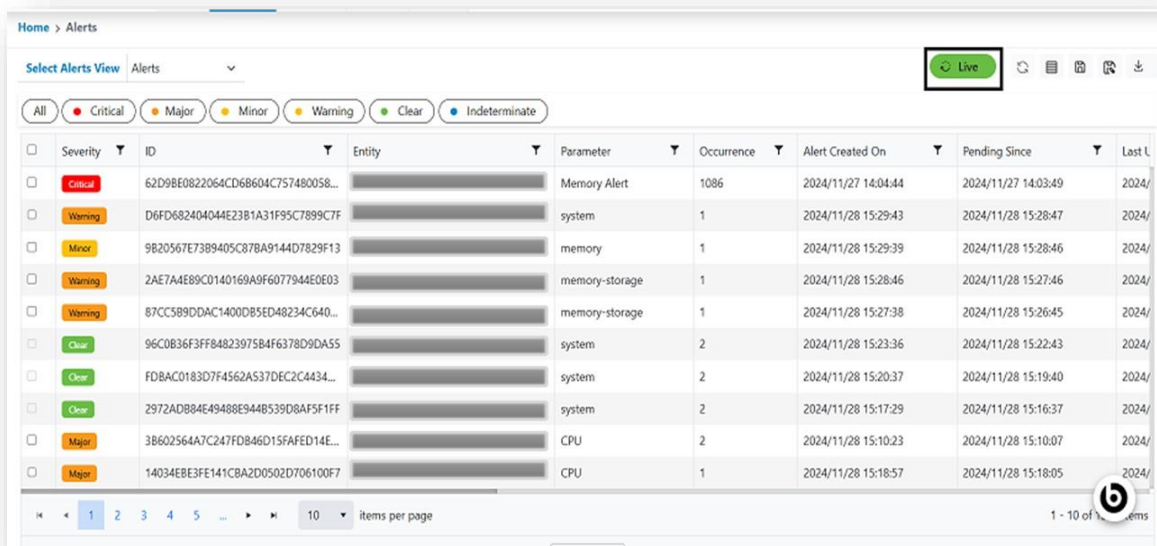 Home > Alerts
Select Alerts View Alerts
Live
All Critical Major Minor Warning Clear Indeterminate
Severity ID Entity Parameter Occurrence Alert Created On Pending Since Last U
Critical 62D9BE0822064CD6B604C757480058... Memory Alert 1086 2024/11/27 14:04:44 2024/11/27 14:03:49 2024/
Warning D6FD682404044E23B1A31F95C7899C7F system 1 2024/11/28 15:29:43 2024/11/28 15:28:47 2024/
Minor 9B20567E73B9405C87BA9144D7829F13 memory 1 2024/11/28 15:29:39 2024/11/28 15:28:46 2024/
Warning 2AE7A4E89C0140169A9F6077944E0E03 memory-storage 1 2024/11/28 15:28:46 2024/11/28 15:27:46 2024/
Warning 87CC5B9DDAC1400DB5ED48234C640... memory-storage 1 2024/11/28 15:27:38 2024/11/28 15:26:45 2024/
Clear 96C0B36F3FF84823975B4F6378D9DA55 system 2 2024/11/28 15:23:36 2024/11/28 15:22:43 2024/
Clear FDBAC0183D7F4562A537DEC2C4434... system 2 2024/11/28 15:20:37 2024/11/28 15:19:40 2024/
Clear 2972ADB84E49488E944B539D8AF5F1FF system 2 2024/11/28 15:17:29 2024/11/28 15:16:37 2024/
Major 3B602564A7C247FDB46D15FAFED14E... CPU 2 2024/11/28 15:10:23 2024/11/28 15:10:07 2024/
Major 14034EBE3FE141CBA2D0502D706100F7 CPU 1 2024/11/28 15:18:57 2024/11/28 15:18:05 2024/
1 2 3 4 5 ... 10 items per page 1 - 10 of